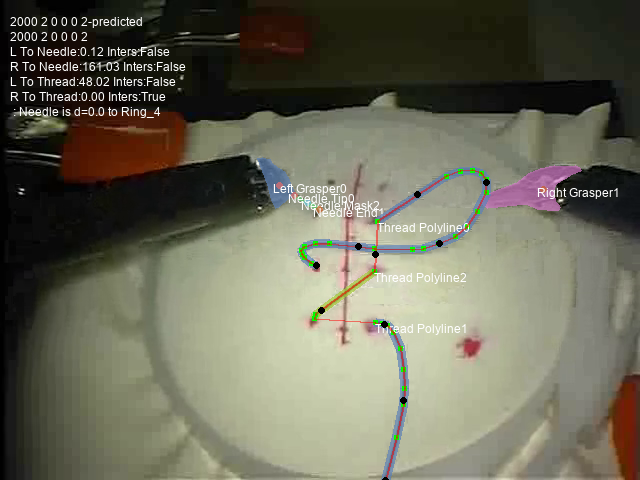 2000 2 0 0 0 2-predicted
2000 2 0 0 0 2
L To Needle:0.12 Inters:False
R To Needle:161.03 Inters:False
L To Thread:48.02 Inters:False
R To Thread:0.00 Inters:True
: Needle is d=0.0 to Ring_4
Left Grasper0
Right Grasper1
Needle Tip0
Needle Mask2
Needle End1
Thread Polyline0
Thread Polyline2
Thread Polyline1